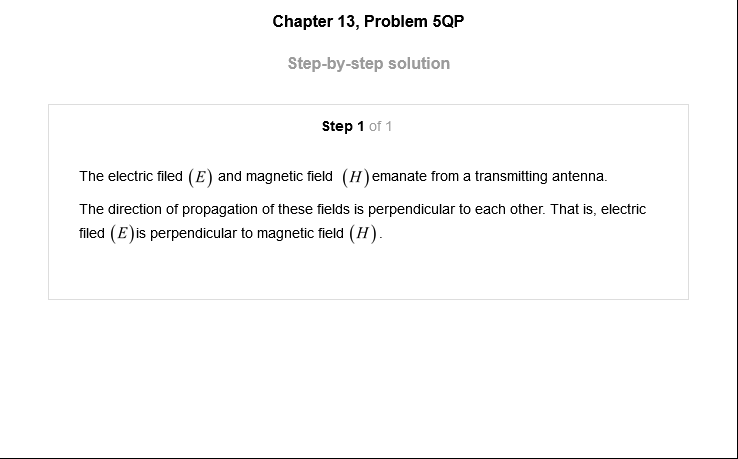 Chapter 13, Problem 5QP
Step-by-step solution
Step 1 of 1
The electric filed (E) and magnetic field (H) emanate from a transmitting antenna.
The direction of propagation of these fields is perpendicular to each other. That is, electric
filed (E) is perpendicular to magnetic field (H).